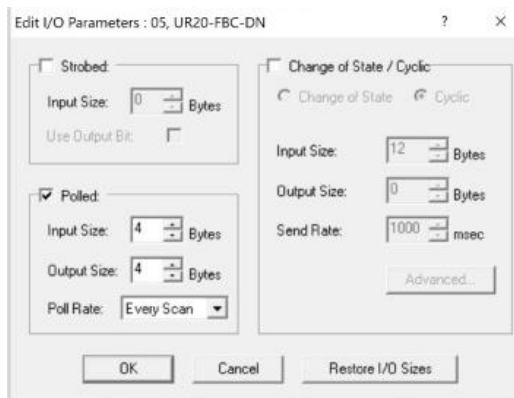 Edit I/O Parameters : 05, UR20-FBC-DN ? ×
Strobed:
Input Size: 0 Bytes
Use Output Bit:
Polled:
Input Size: 4 Bytes
Output Size: 4 Bytes
Poll Rate: Every Scan
Change of State / Cyclic
Change of State Cyclic
Input Size: 12 Bytes
Output Size: 0 Bytes
Send Rate: 1000 msec
Advanced...
OK Cancel Restore I/O Sizes